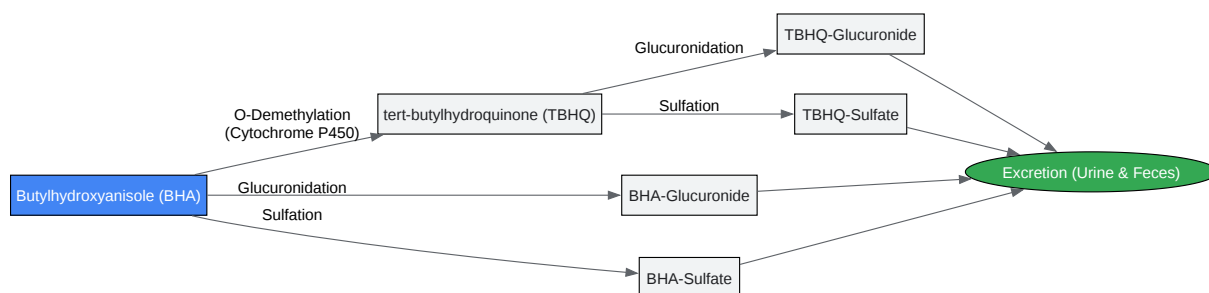 TBHQ-Glucuronide
Glucuronidation
tert-butylhydroquinone (TBHQ)
Sulfation
TBHQ-Sulfate
O-Demethylation
(Cytochrome P450)
Excretion (Urine & Feces)
Butylhydroxyanisole (BHA)
Glucuronidation
BHA-Glucuronide
Sulfation
BHA-Sulfate